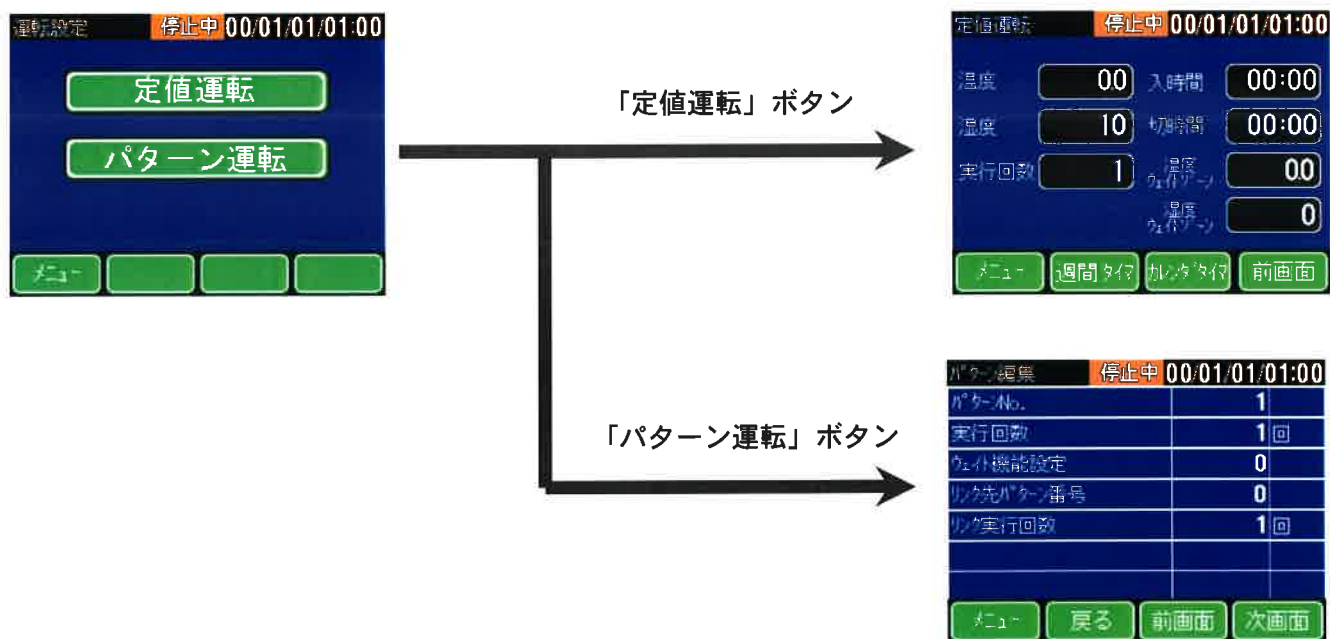 運転設定 停止中 00/01/01/01:00
定値運転
パターン運転
メニュー
「定値運転」ボタン
定値運転 停止中 00/01/01/01:00
温度 0.0 入時間 00:00
湿度 10 切時間 00:00
実行回数 1 温度 ウェイトゾーン 0.0
湿度 ウェイトゾーン 0
メニュー 週間タイマ カレンダタイマ 前画面
「パターン運転」ボタン
パターン編集 停止中 00/01/01/01:00
パターンNo. 1
実行回数 1 回
ウェイト機能設定 0
リンク先パターン番号 0
リンク実行回数 1 回
メニュー 戻る 前画面 次画面